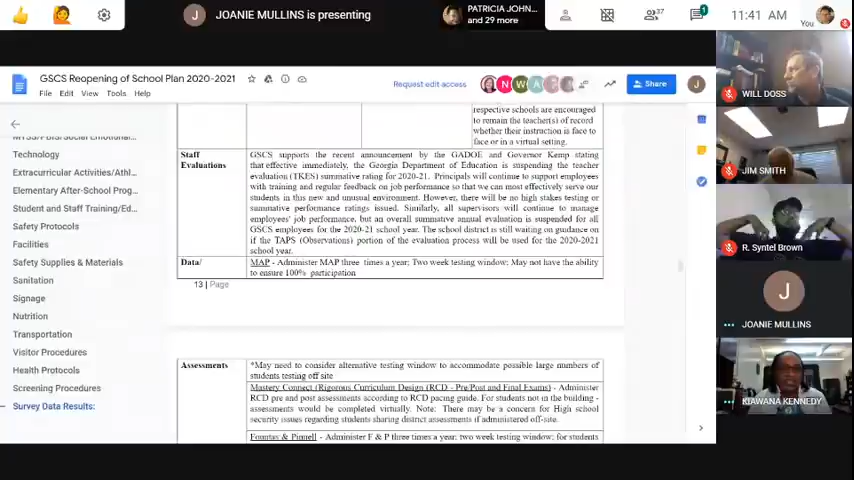 JOANIE MULLINS is presenting
PATRICIA JOHN...
and 29 more
37
1
11:41 AM
You
GSCS Reopening of School Plan 2020-2021
File Edit View Tools Help
Request edit access
N
W
A
P
Share
J
MTSS/Pbis/Social Emotional...
Technology
Extracurricular Activities/Athl...
Elementary After-School Prog...
Student and Staff Training/Ed...
Safety Protocols
Facilities
Safety Supplies & Materials
Sanitation
Signage
Nutrition
Transportation
Visitor Procedures
Health Protocols
Screening Procedures
Survey Data Results:
respective schools are encouraged
to remain the teacher(s) of record
whether their instruction is face to
face or in a virtual setting.
Staff
Evaluations
GSCS supports the recent announcement by the GADOE and Governor Kemp stating
that effective immediately, the Georgia Department of Education is suspending the teacher
evaluation (TKES) summative rating for 2020-21. Principals will continue to support employees
with training and regular feedback on job performance so that we can most effectively serve our
students in this new and unusual environment. However, there will be no high stakes testing or
summative performance ratings issued. Similarly, all supervisors will continue to manage
employees' job performance, but an overall summative annual evaluation is suspended for all
GSCS employees for the 2020-21 school year. The school district is still waiting on guidance on
if the TAPS (Observations) portion of the evaluation process will be used for the 2020-2021
school year.
Data/
MAP - Administer MAP three times a year; Two week testing window; May not have the ability
to ensure 100% participation
13 | Page
Assessments
*May need to consider alternative testing window to accommodate possible large numbers of
students testing off site
Mastery Connect (Rigorous Curriculum Design (RCD - Pre/Post and Final Exams) - Administer
RCD pre and post assessments according to RCD pacing guide. For students not in the building -
assessments would be completed virtually. Note: There may be a concern for High school
security issues regarding students sharing district assessments if administered off-site.
Fountas & Pinnell - Administer F & P three times a year; two week testing window; for students
WILL DOSS
JIM SMITH
R. Syntel Brown
J
JOANIE MULLINS
KIAWANA KENNEDY